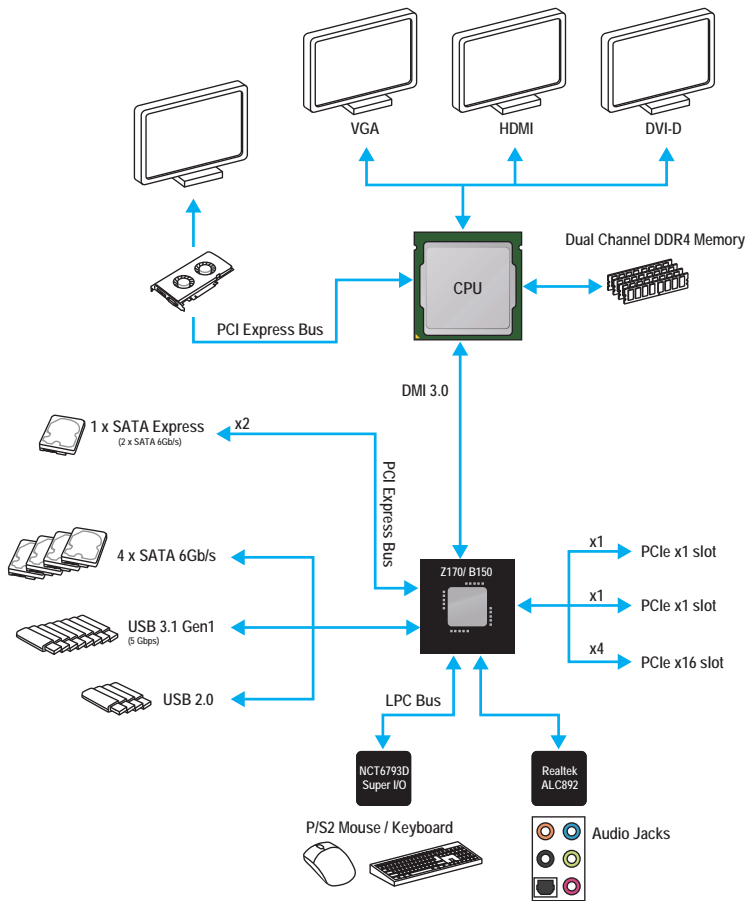 VGA
HDMI
DVI-D
Dual Channel DDR4 Memory
CPU
PCI Express Bus
DMI 3.0
1 x SATA Express
(2 x SATA 6Gb/s)
x2
PCI Express Bus
4 x SATA 6Gb/s
Z170/ B150
x1
PCIe x1 slot
USB 3.1 Gen1
(5 Gbps)
x1
PCIe x1 slot
x4
PCIe x16 slot
USB 2.0
LPC Bus
NCT6793D
Super I/O
Realtek
ALC892
P/S2 Mouse / Keyboard
Audio Jacks